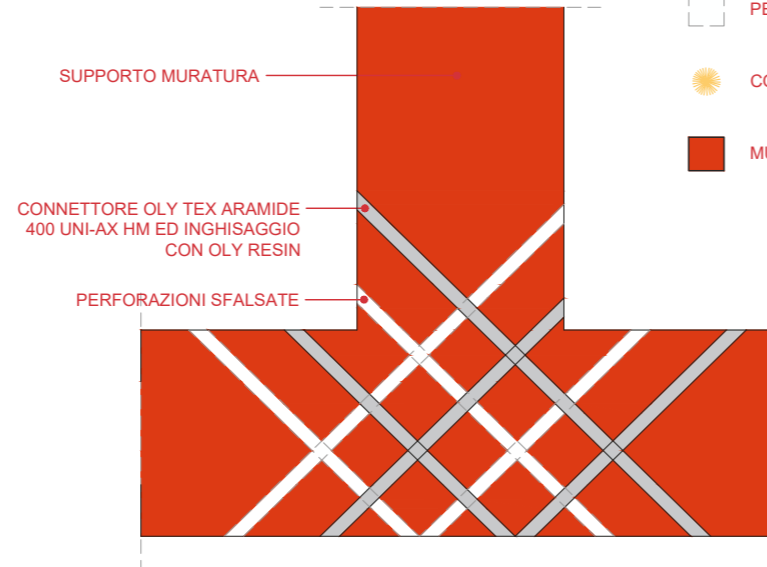 SUPPORTO MURATURA
CONNETTORE OLY TEX ARAMIDE
400 UNI-AX HM ED INGHISAGGIO
CON OLY RESIN
PERFORAZIONI SFALSATE